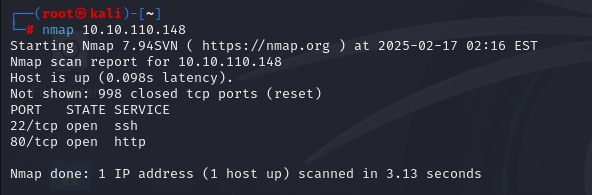 ┌──(root㉿kali)-[~]
└─# nmap 10.10.110.148
Starting Nmap 7.94SVN ( https://nmap.org ) at 2025-02-17 02:16 EST
Nmap scan report for 10.10.110.148
Host is up (0.098s latency).
Not shown: 998 closed tcp ports (reset)
PORT   STATE SERVICE
22/tcp open  ssh
80/tcp open  http
Nmap done: 1 IP address (1 host up) scanned in 3.13 seconds